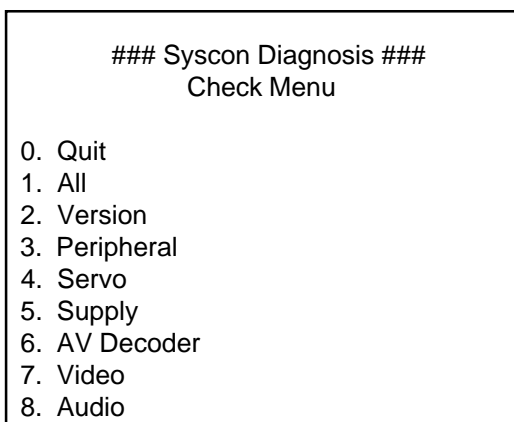 ### Syscon Diagnosis ###
Check Menu
0. Quit
1. All
2. Version
3. Peripheral
4. Servo
5. Supply
6. AV Decoder
7. Video
8. Audio